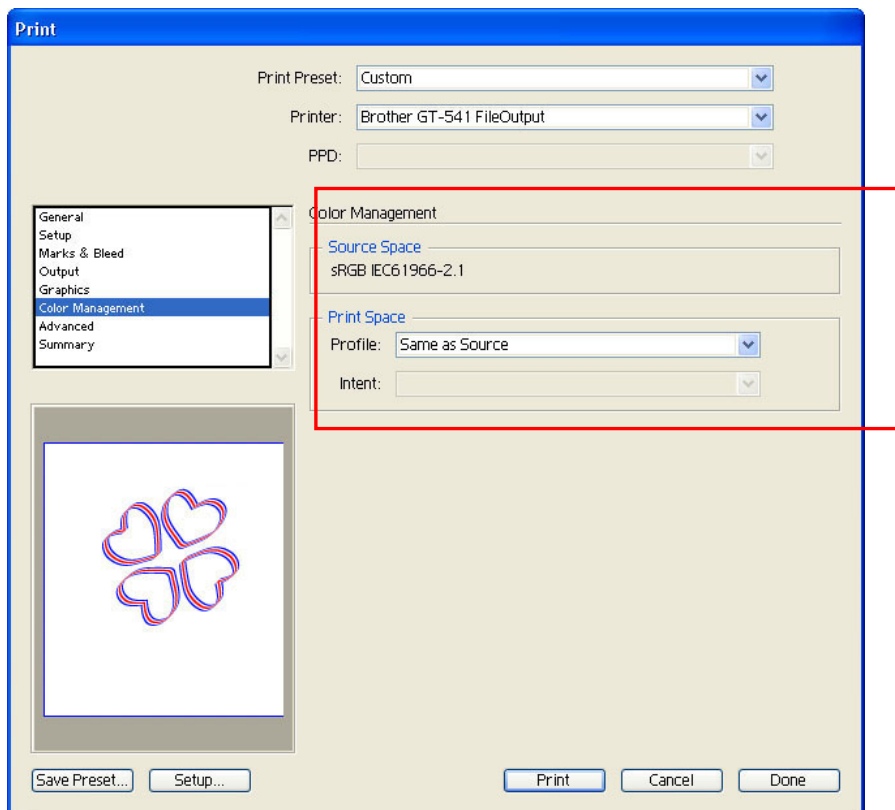 Print
Print Preset: Custom
Printer: Brother GT-541 FileOutput
PPD:
General
Setup
Marks & Bleed
Output
Graphics
Color Management
Advanced
Summary
Color Management
Source Space
sRGB IEC61966-2.1
Print Space
Profile: Same as Source
Intent:
Save Preset... Setup... Print Cancel Done